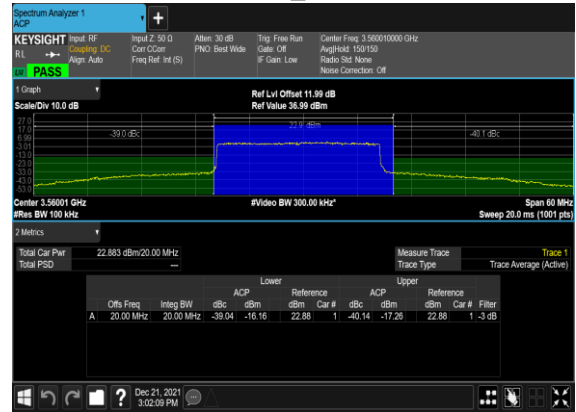 Spectrum Analyzer 1
ACP
KEYSIGHT Input: RF Input Z: 50 Ω Atten: 30 dB Trig: Free Run Center Freq: 3.560010000 GHz
RL Coupling: DC Corr CCorr PNO: Best Wide Gate: Off Avg|Hold: 150/150
Align: Auto Freq Ref: Int (S) IF Gain: Low Radio Std: None
Noise Correction: Off
LXI PASS
1 Graph Ref Lvl Offset 11.99 dB
Scale/Div 10.0 dB Ref Value 36.99 dBm
27.0
17.0 22.9 dBm
6.99 -39.0 dBc -40.1 dBc
-3.01
-13.0
-23.0
-33.0
-43.0
-53.0
Center 3.56001 GHz #Video BW 300.00 kHz* Span 60 MHz
#Res BW 100 kHz Sweep 20.0 ms (1001 pts)
2 Metrics
Total Car Pwr 22.883 dBm/20.00 MHz Measure Trace Trace 1
Total PSD --- Trace Type Trace Average (Active)
Lower Upper
ACP Reference ACP Reference
Offs Freq Integ BW dBc dBm dBm Car # dBc dBm dBm Car # Filter
A 20.00 MHz 20.00 MHz -39.04 -16.16 22.88 1 -40.14 -17.26 22.88 1 -3 dB
? Dec 21, 2021
3:02:09 PM